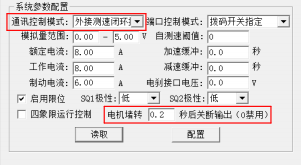 系统参数配置
通讯控制模式: 外接测速闭环 端口控制模式: 拨码开关指定
模拟量范围: 0.00 - 5.00 V 自测速阈值: 0
额定电流: 8.00 A 加速缓冲: 0.0 秒
工作电流: 8.00 A 减速缓冲: 0.0 秒
制动电流: 6.00 A 电到接口电压: 0.0 V
启用限位 SQ1极性: 低 SQ2极性: 低
四象限运行控制 电机堵转 0.2 秒后关断输出(0禁用)
读取 配置